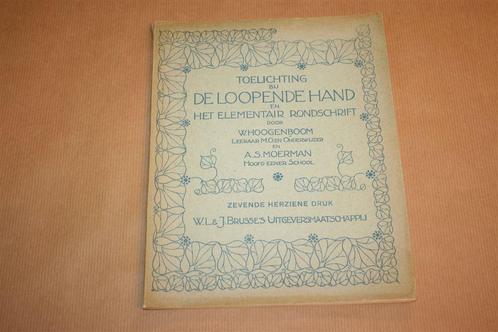 TOELICHTING
BIJ
DE LOOPENDE HAND
EN
HET ELEMENTAIR RONDSCHRIFT
DOOR
W.HOOGENBOOM
LEERAAR M.O. EN ONDERWIJZER
EN
A.S.MOERMAN
HOOFD EENER SCHOOL
ZEVENDE HERZIENE DRUK
W.L. & J. BRUSSE'S UITGEVERSMAATSCHAPPIJ